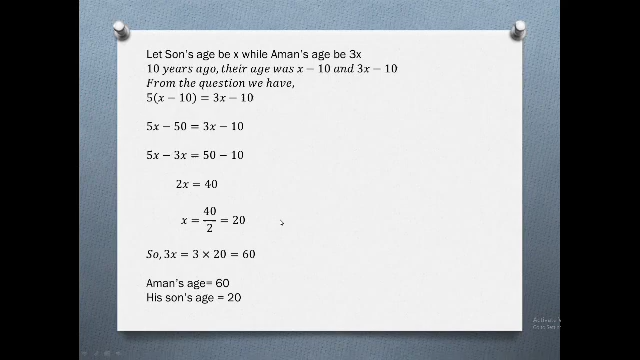 Let Son's age be x while Aman's age be 3x
10 years ago, their age was x − 10 and 3x − 10
From the question we have,
5(x − 10) = 3x − 10
5x − 50 = 3x − 10
5x − 3x = 50 − 10
2x = 40
x = 40/2 = 20
So, 3x = 3 × 20 = 60
Aman's age= 60
His son's age = 20